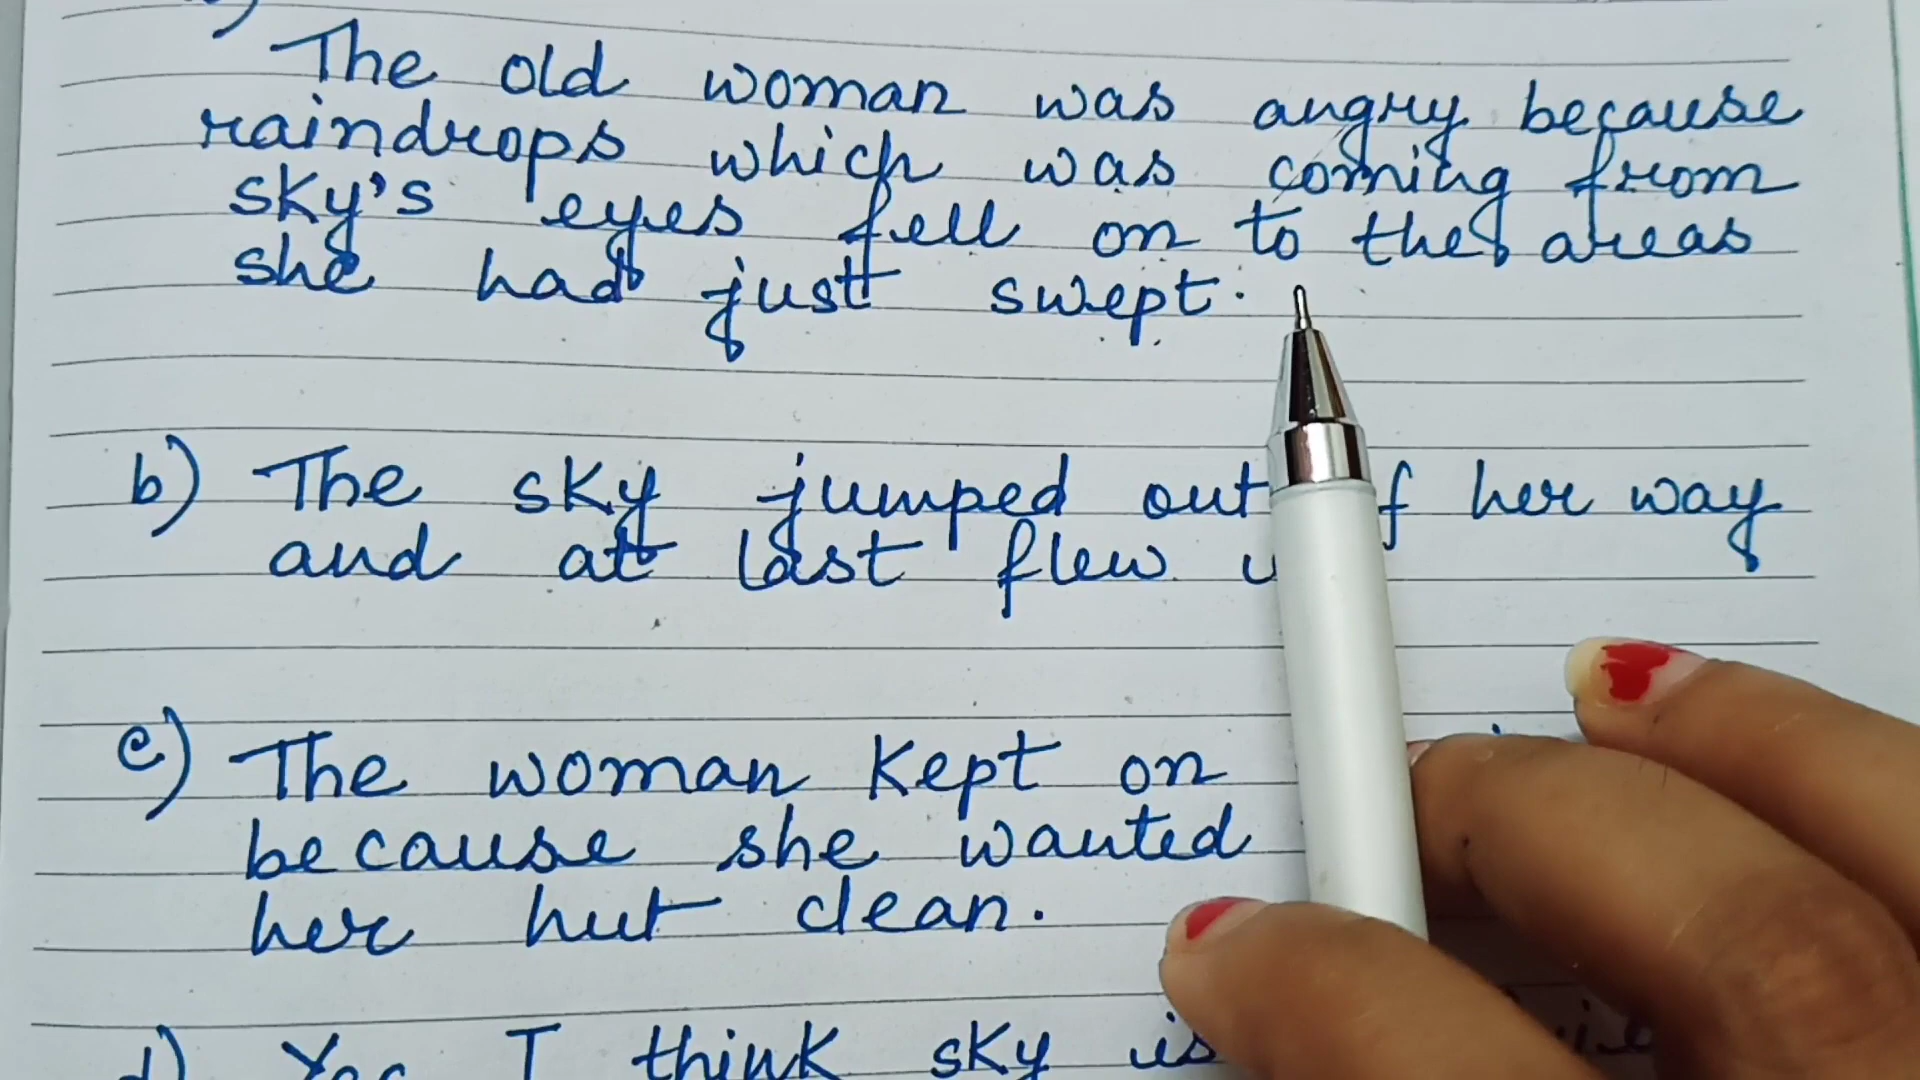 The old woman was angry because
raindrops which was coming from
sky's eyes fell on to the areas
she had just swept.
b) The sky jumped out her way
and at last flew
c) The woman kept on
because she wanted
her hut clean.
d) Yes I think sky is